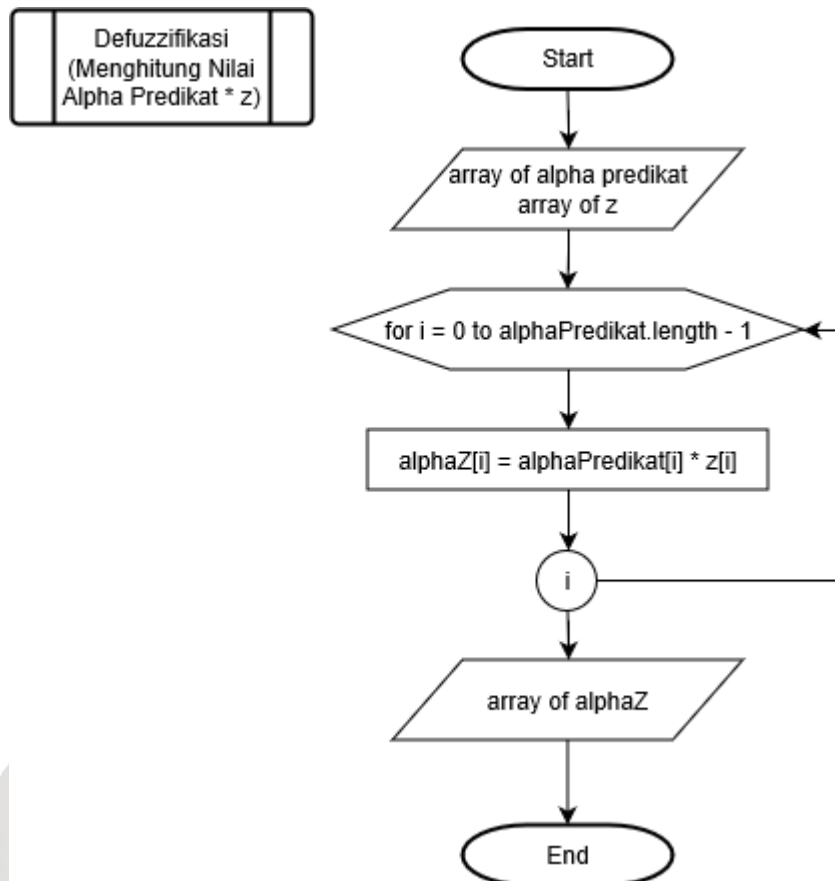 Defuzzifikasi
(Menghitung Nilai
Alpha Predikat * z)
Start
array of alpha predikat
array of z
for i = 0 to alphaPredikat.length - 1
alphaZ[i] = alphaPredikat[i] * z[i]
i
array of alphaZ
End